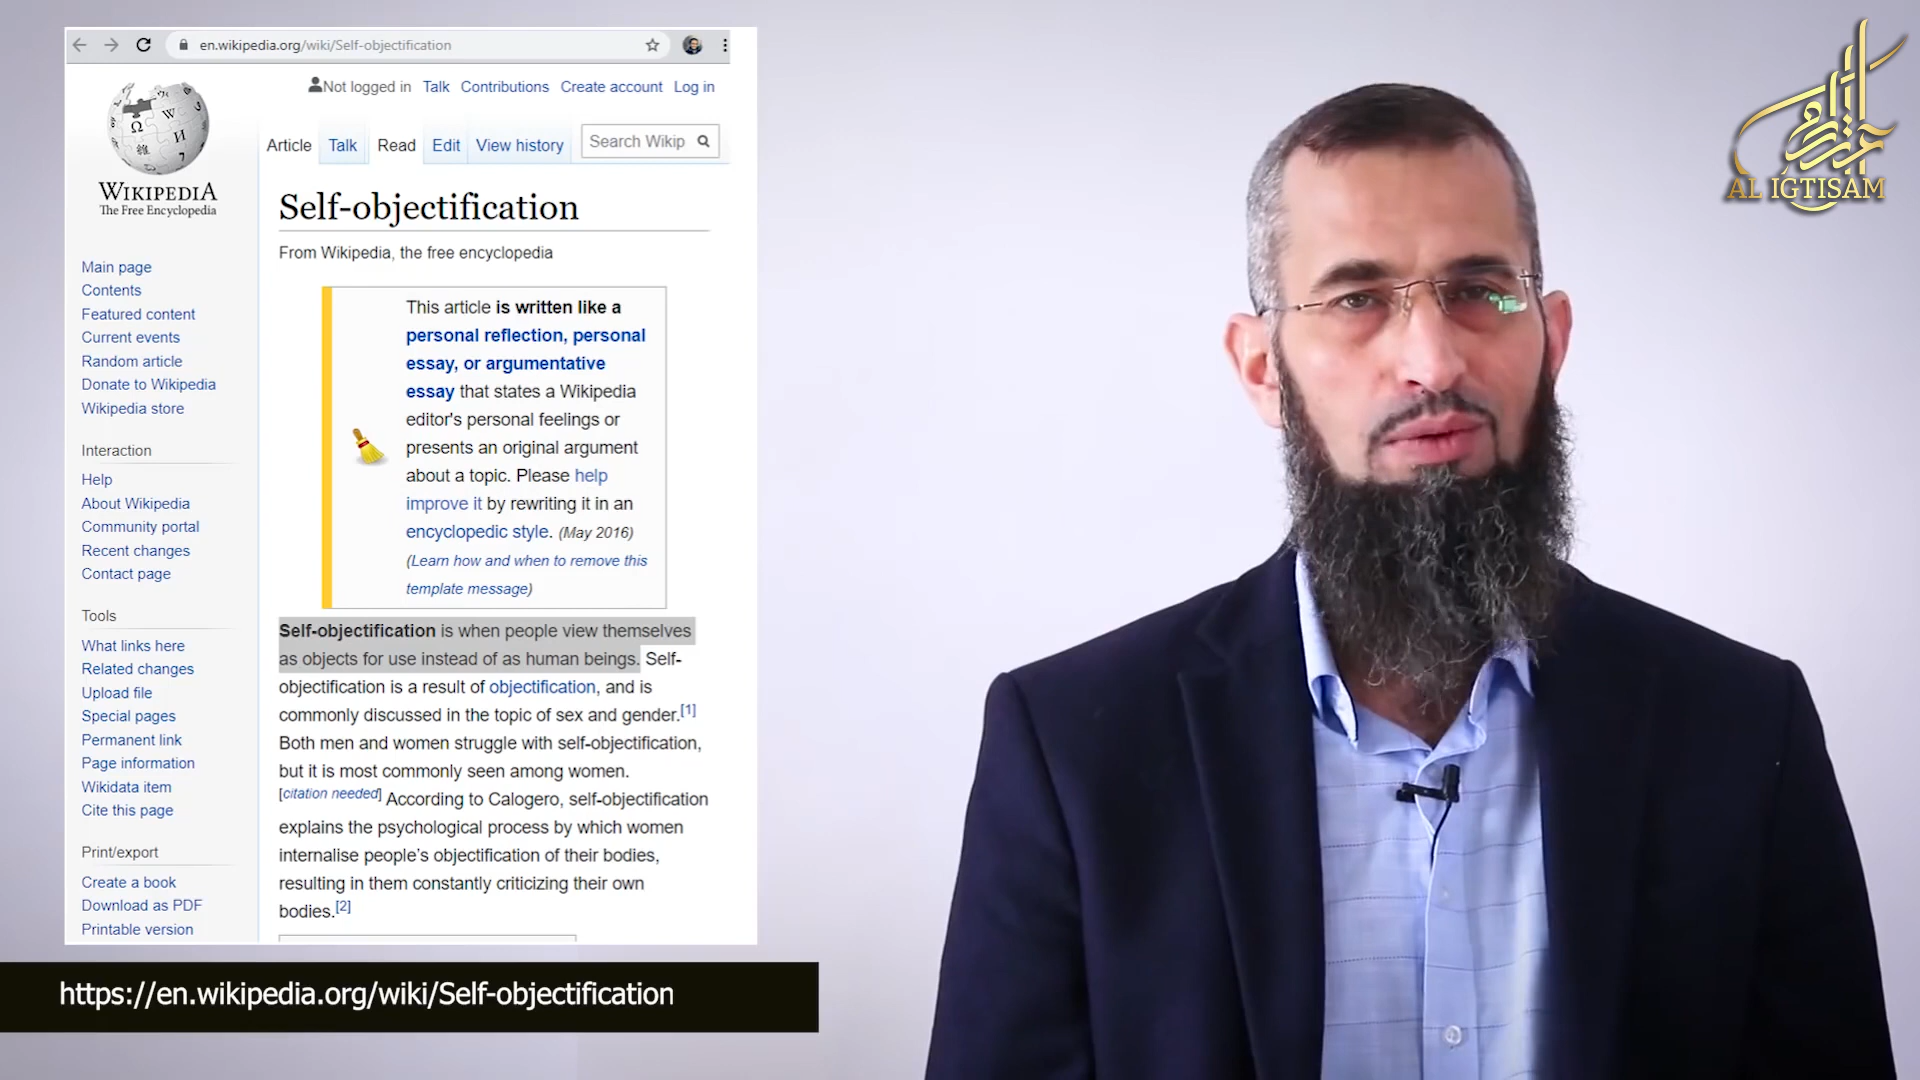 en.wikipedia.org/wiki/Self-objectification
Not logged in Talk Contributions Create account Log in
Article Talk Read Edit View history Search Wikip
WIKIPEDIA
The Free Encyclopedia
Main page
Contents
Featured content
Current events
Random article
Donate to Wikipedia
Wikipedia store
Interaction
Help
About Wikipedia
Community portal
Recent changes
Contact page
Tools
What links here
Related changes
Upload file
Special pages
Permanent link
Page information
Wikidata item
Cite this page
Print/export
Create a book
Download as PDF
Printable version
Self-objectification
From Wikipedia, the free encyclopedia
This article is written like a
personal reflection, personal
essay, or argumentative
essay that states a Wikipedia
editor's personal feelings or
presents an original argument
about a topic. Please help
improve it by rewriting it in an
encyclopedic style. (May 2016)
(Learn how and when to remove this
template message)
Self-objectification is when people view themselves
as objects for use instead of as human beings. Self-
objectification is a result of objectification, and is
commonly discussed in the topic of sex and gender.[1]
Both men and women struggle with self-objectification,
but it is most commonly seen among women.
[citation needed] According to Calogero, self-objectification
explains the psychological process by which women
internalise people’s objectification of their bodies,
resulting in them constantly criticizing their own
bodies.[2]
https://en.wikipedia.org/wiki/Self-objectification
AL IGTISAM